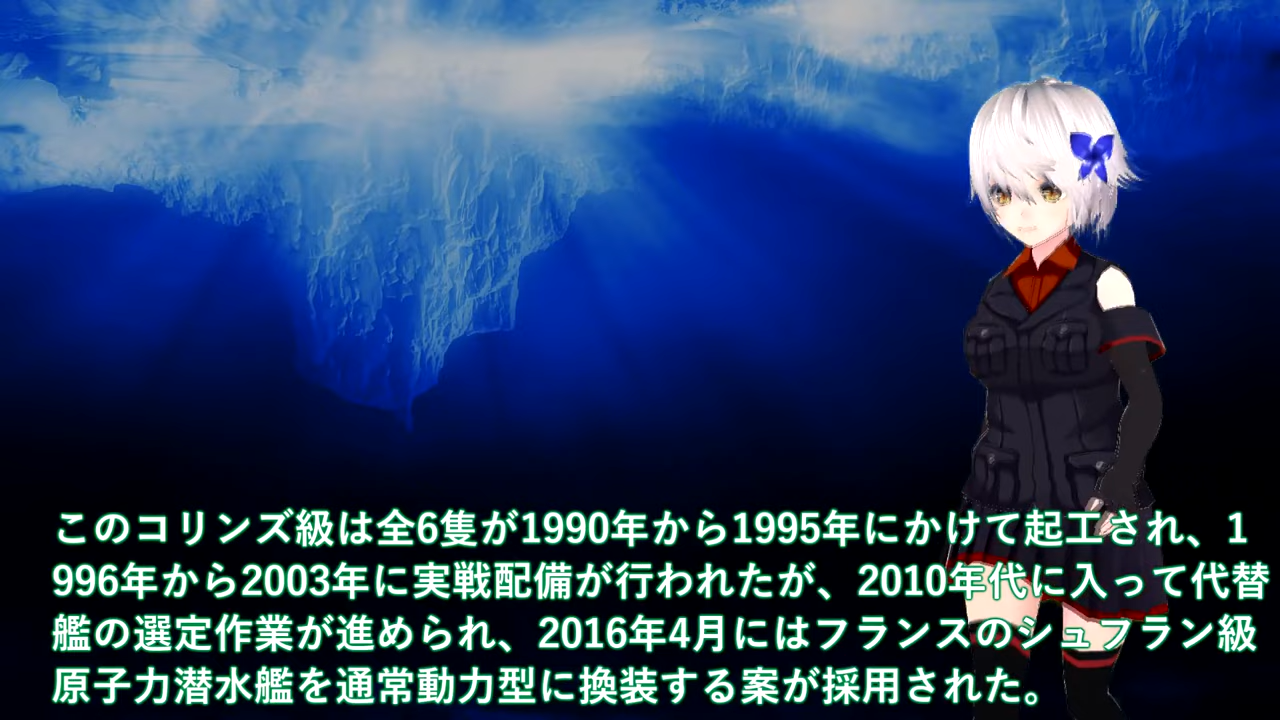 このコリンズ級は全6隻が1990年から1995年にかけて起工され、1
996年から2003年に実戦配備が行われたが、2010年代に入って代替
艦の選定作業が進められ、2016年4月にはフランスのシュフラン級
原子力潜水艦を通常動力型に換装する案が採用された。